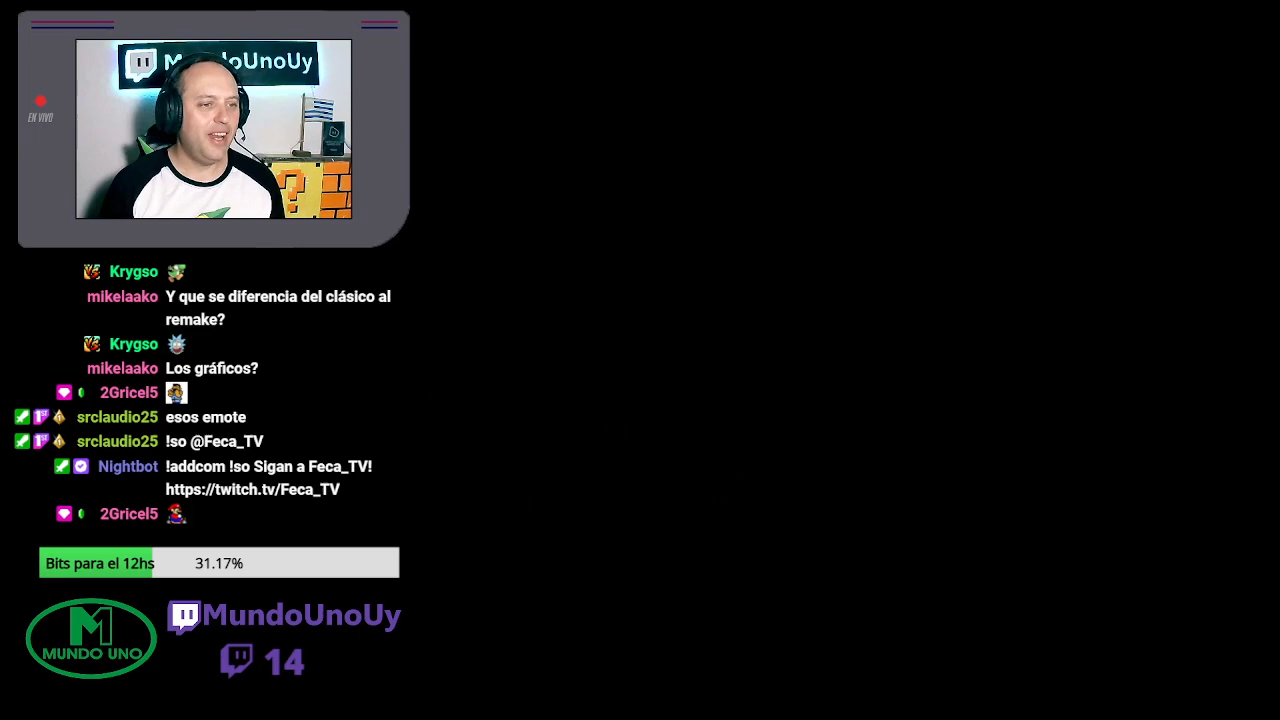 MundoUnoUy
EN VIVO
Krygso
mikelaako Y que se diferencia del clásico al
remake?
Krygso
mikelaako Los gráficos?
2Gricel5
srclaudio25 esos emote
srclaudio25 !so @Feca_TV
Nightbot !addcom !so Sigan a Feca_TV!
https://twitch.tv/Feca_TV
2Gricel5
Bits para el 12hs 31.17%
M
MUNDO UNO
MundoUnoUy
14